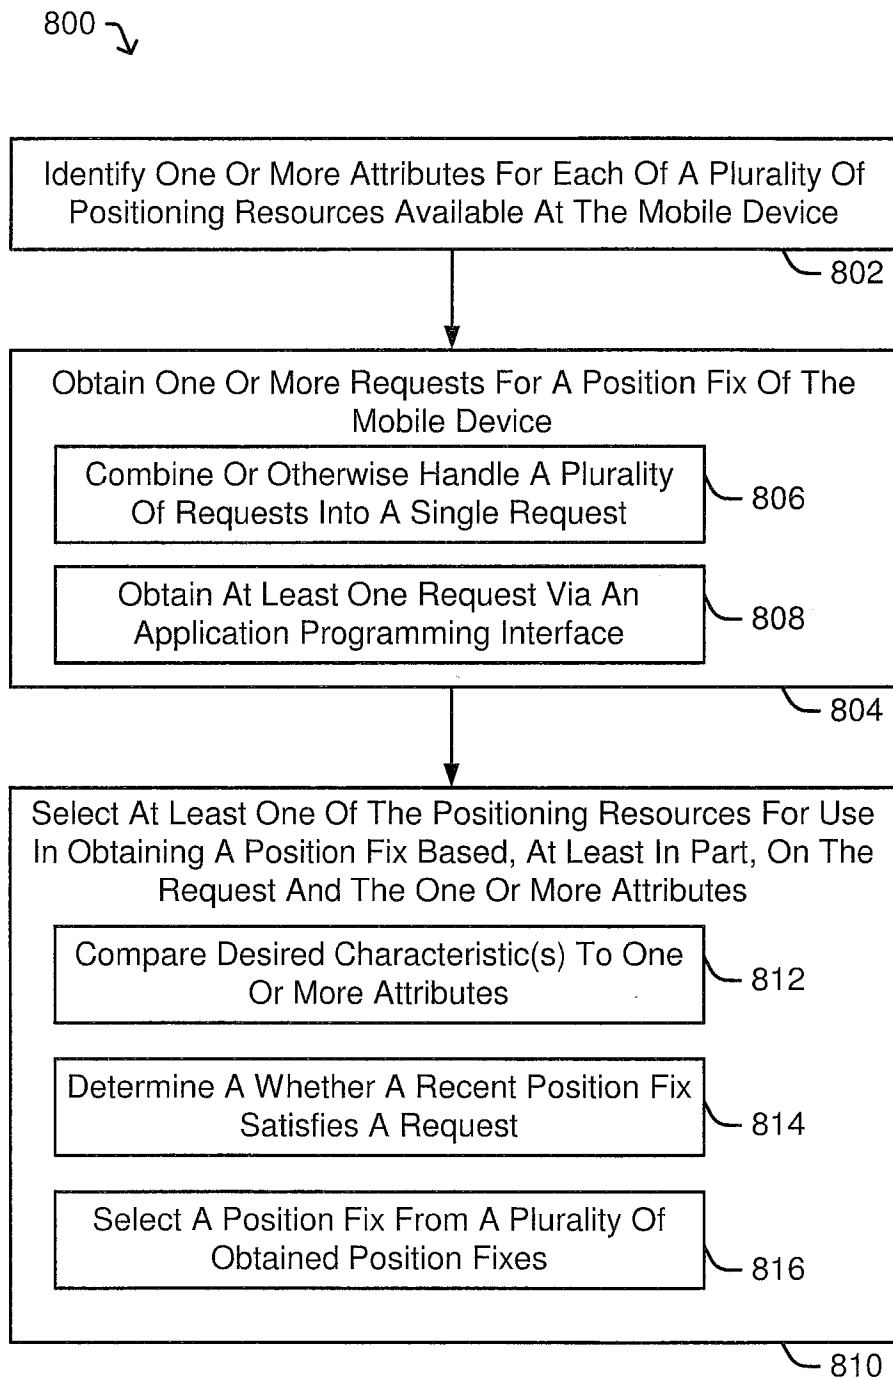 800
Identify One Or More Attributes For Each Of A Plurality Of
Positioning Resources Available At The Mobile Device
802
Obtain One Or More Requests For A Position Fix Of The
Mobile Device
Combine Or Otherwise Handle A Plurality
Of Requests Into A Single Request
806
Obtain At Least One Request Via An
Application Programming Interface
808
804
Select At Least One Of The Positioning Resources For Use
In Obtaining A Position Fix Based, At Least In Part, On The
Request And The One Or More Attributes
Compare Desired Characteristic(s) To One
Or More Attributes
812
Determine A Whether A Recent Position Fix
Satisfies A Request
814
Select A Position Fix From A Plurality Of
Obtained Position Fixes
816
810